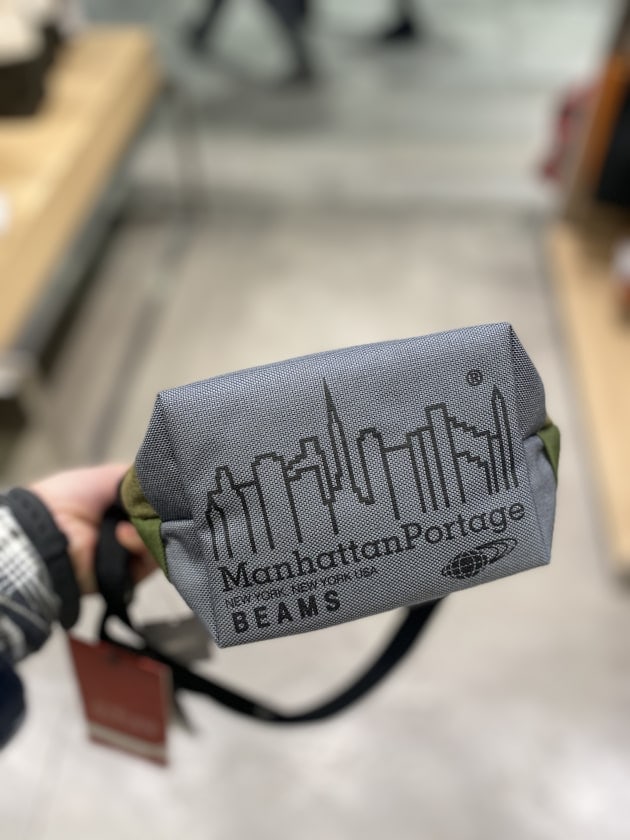 ®
ManhattanPortage
NEW YORK, NEW YORK USA
BEAMS